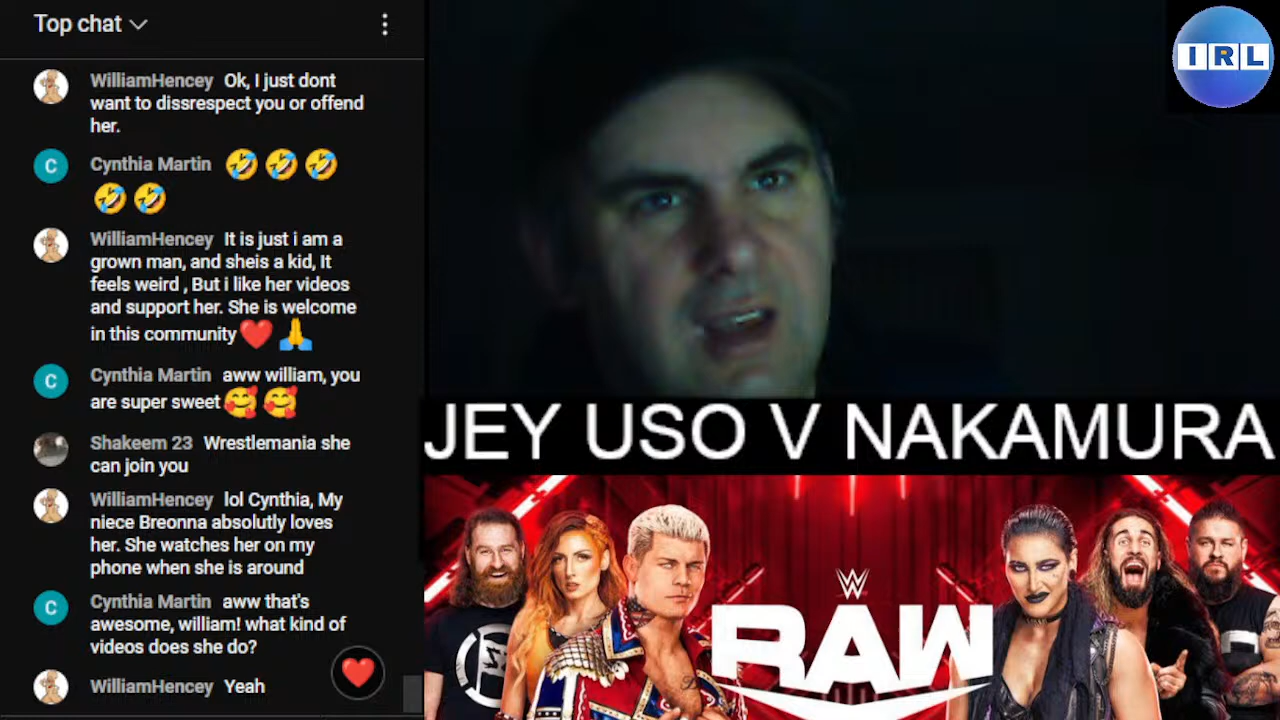 Top chat
WilliamHencey Ok, I just dont
want to dissrespect you or offend
her.
C Cynthia Martin 🤣 🤣 🤣
🤣 🤣
WilliamHencey It is just i am a
grown man, and sheis a kid, It
feels weird , But i like her videos
and support her. She is welcome
in this community❤️ 🙏
C Cynthia Martin aww william, you
are super sweet🥰 🥰
Shakeem 23 Wrestlemania she
can join you
WilliamHencey lol Cynthia, My
niece Breonna absolutly loves
her. She watches her on my
phone when she is around
C Cynthia Martin aww that's
awesome, william! what kind of
videos does she do?
WilliamHencey Yeah
IRL
JEY USO V NAKAMURA
W
RAW